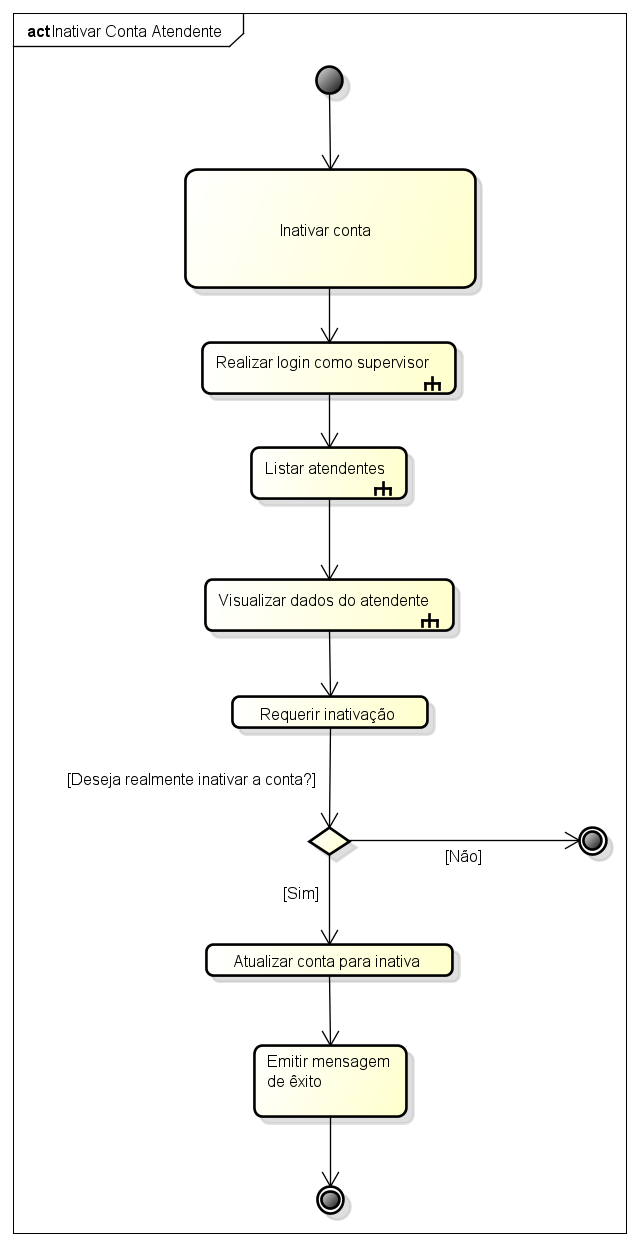 act Inativar Conta Atendente
Inativar conta
Realizar login como supervisor
Listar atendentes
Visualizar dados do atendente
Requerir inativação
[Deseja realmente inativar a conta?]
[Não]
[Sim]
Atualizar conta para inativa
Emitir mensagem
de êxito